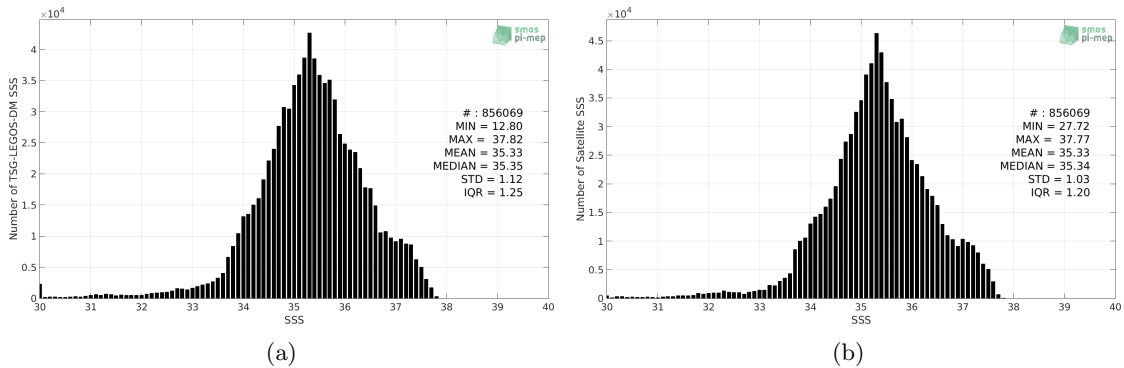 ×10⁴
smos
pi-mep
4
3.5
3
2.5
2
1.5
1
0.5
0
Number of TSG-LEGOS-DM SSS
# : 856069
MIN = 12.80
MAX = 37.82
MEAN = 35.33
MEDIAN = 35.35
STD = 1.12
IQR = 1.25
30 31 32 33 34 35 36 37 38 39 40
SSS
(a)
×10⁴
smos
pi-mep
4.5
4
3.5
3
2.5
2
1.5
1
0.5
0
Number of Satellite SSS
# : 856069
MIN = 27.72
MAX = 37.77
MEAN = 35.33
MEDIAN = 35.34
STD = 1.03
IQR = 1.20
30 31 32 33 34 35 36 37 38 39 40
SSS
(b)